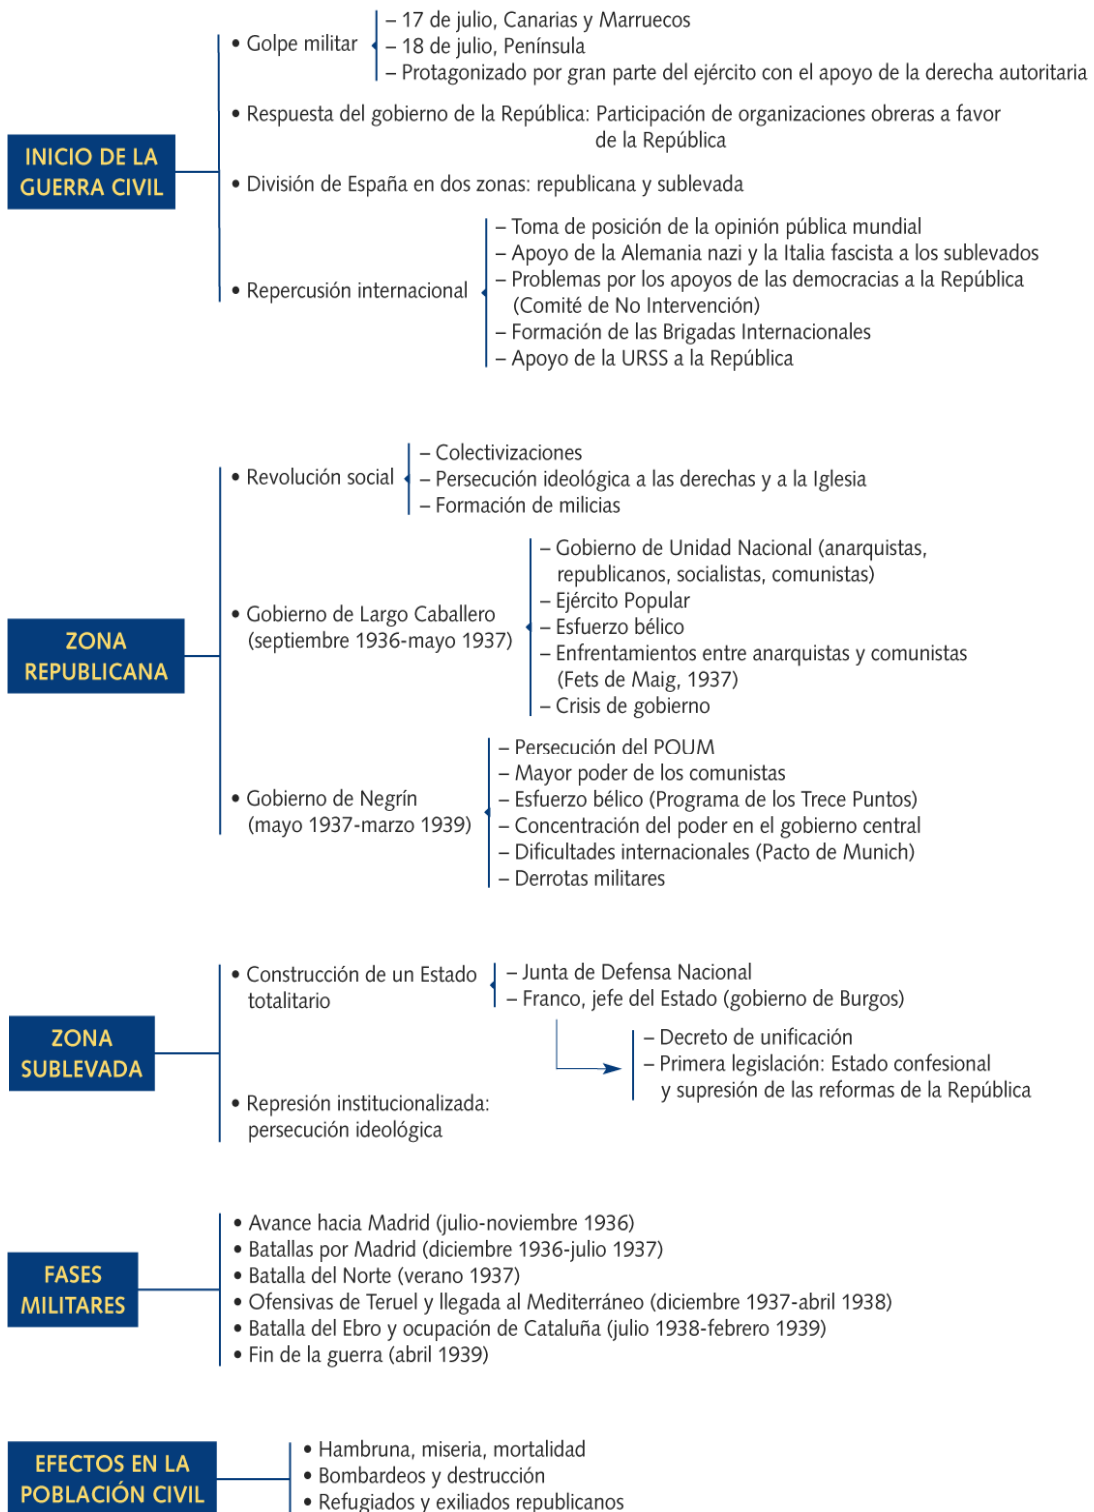 INICIO DE LA
GUERRA CIVIL
• Golpe militar
– 17 de julio, Canarias y Marruecos
– 18 de julio, Península
– Protagonizado por gran parte del ejército con el apoyo de la derecha autoritaria
• Respuesta del gobierno de la República: Participación de organizaciones obreras a favor
de la República
• División de España en dos zonas: republicana y sublevada
• Repercusión internacional
– Toma de posición de la opinión pública mundial
– Apoyo de la Alemania nazi y la Italia fascista a los sublevados
– Problemas por los apoyos de las democracias a la República
(Comité de No Intervención)
– Formación de las Brigadas Internacionales
– Apoyo de la URSS a la República
ZONA
REPUBLICANA
• Revolución social
– Colectivizaciones
– Persecución ideológica a las derechas y a la Iglesia
– Formación de milicias
• Gobierno de Largo Caballero
(septiembre 1936-mayo 1937)
– Gobierno de Unidad Nacional (anarquistas,
republicanos, socialistas, comunistas)
– Ejército Popular
– Esfuerzo bélico
– Enfrentamientos entre anarquistas y comunistas
(Fets de Maig, 1937)
– Crisis de gobierno
• Gobierno de Negrín
(mayo 1937-marzo 1939)
– Persecución del POUM
– Mayor poder de los comunistas
– Esfuerzo bélico (Programa de los Trece Puntos)
– Concentración del poder en el gobierno central
– Dificultades internacionales (Pacto de Munich)
– Derrotas militares
ZONA
SUBLEVADA
• Construcción de un Estado
totalitario
– Junta de Defensa Nacional
– Franco, jefe del Estado (gobierno de Burgos)
– Decreto de unificación
– Primera legislación: Estado confesional
y supresión de las reformas de la República
• Represión institucionalizada:
persecución ideológica
FASES
MILITARES
• Avance hacia Madrid (julio-noviembre 1936)
• Batallas por Madrid (diciembre 1936-julio 1937)
• Batalla del Norte (verano 1937)
• Ofensivas de Teruel y llegada al Mediterráneo (diciembre 1937-abril 1938)
• Batalla del Ebro y ocupación de Cataluña (julio 1938-febrero 1939)
• Fin de la guerra (abril 1939)
EFECTOS EN LA
POBLACIÓN CIVIL
• Hambruna, miseria, mortalidad
• Bombardeos y destrucción
• Refugiados y exiliados republicanos